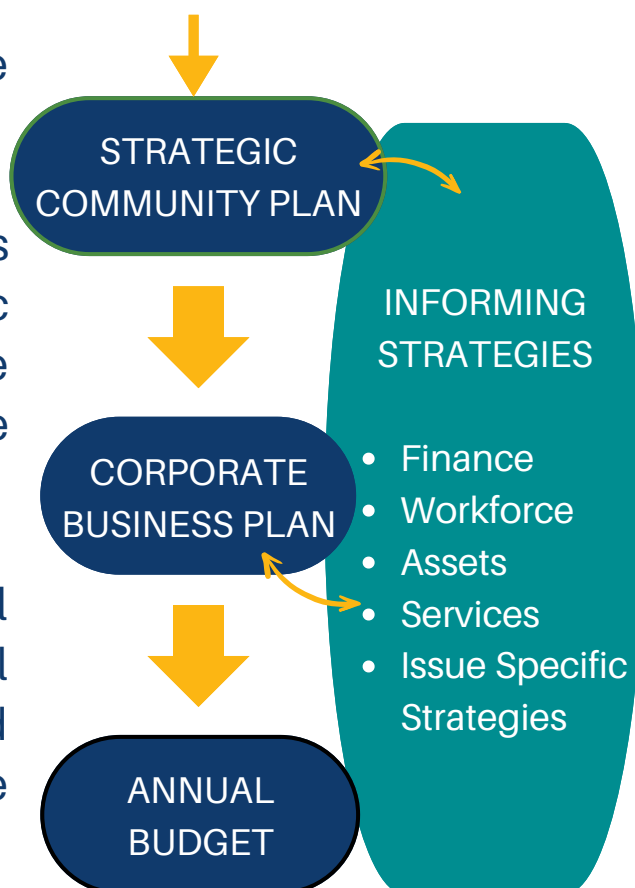 STRATEGIC
COMMUNITY PLAN
INFORMING
STRATEGIES
CORPORATE
BUSINESS PLAN
• Finance
• Workforce
• Assets
• Services
• Issue Specific
Strategies
ANNUAL
BUDGET